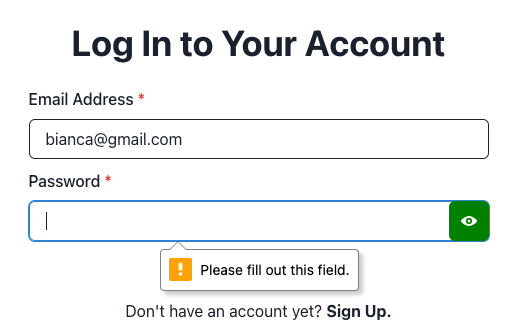 Log In to Your Account
Email Address *
bianca@gmail.com
Password *
Please fill out this field.
Don't have an account yet? Sign Up.